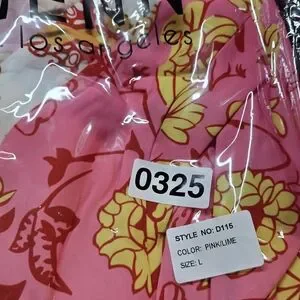 los angeles
0325
STYLE NO: D115
COLOR: PINK/LIME
SIZE: L